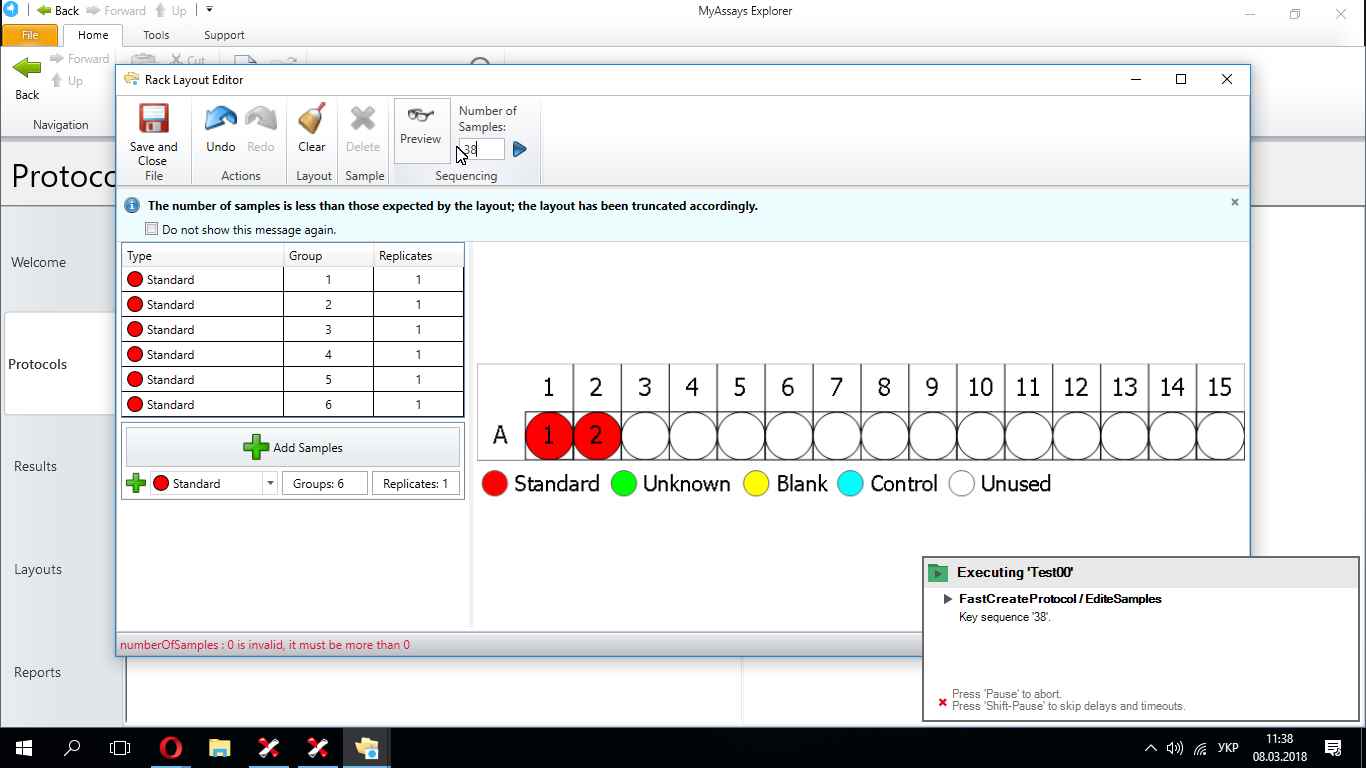 Back Forward Up
MyAssays Explorer
File Home Tools Support
Forward
Cut
Up
Back
Navigation
Rack Layout Editor
Save and
Close
Undo Redo
Clear
Delete
Preview
Number of
Samples:
38
File Actions Layout Sample Sequencing
Protoco
The number of samples is less than those expected by the layout; the layout has been truncated accordingly.
Do not show this message again.
Welcome
Protocols
Results
Layouts
Reports
Type Group Replicates
Standard 1 1
Standard 2 1
Standard 3 1
Standard 4 1
Standard 5 1
Standard 6 1
Add Samples
Standard Groups: 6 Replicates: 1
1 2 3 4 5 6 7 8 9 10 11 12 13 14 15
A 1 2
Standard Unknown Blank Control Unused
numberOfSamples : 0 is invalid, it must be more than 0
Executing 'Test00'
FastCreateProtocol / EditeSamples
Key sequence '38'.
Press 'Pause' to abort.
Press 'Shift-Pause' to skip delays and timeouts.
УКР
11:38
08.03.2018